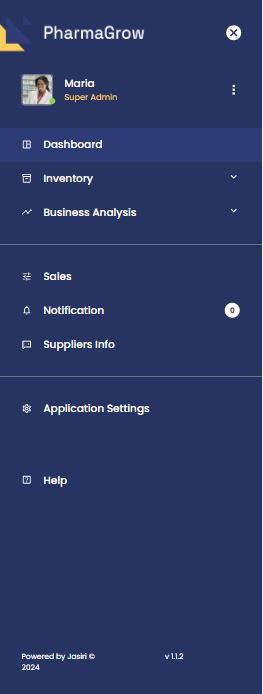 PharmaGrow
Maria
Super Admin
Dashboard
Inventory
Business Analysis
Sales
Notification 0
Suppliers Info
Application Settings
Help
Powered by Jasiri © v 1.1.2
2024